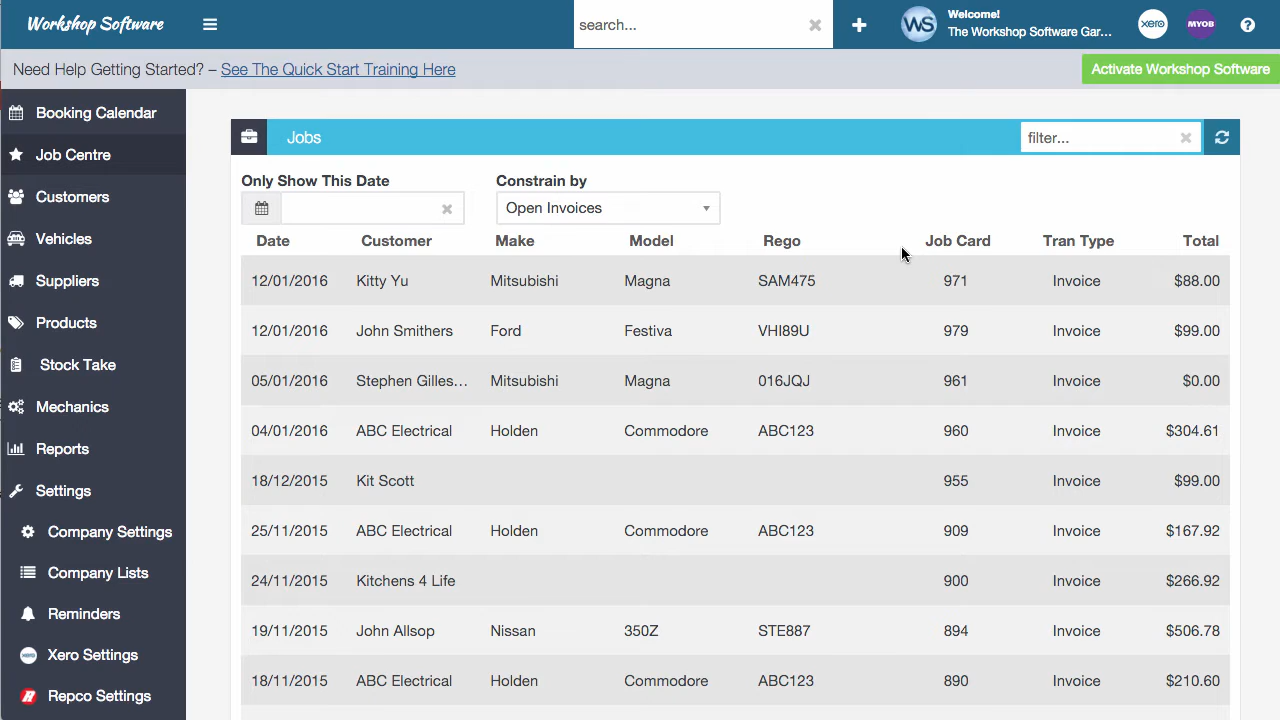 Workshop Software
search...
WS
Welcome!
The Workshop Software Gar...
xero
MYOB
Need Help Getting Started? – See The Quick Start Training Here
Activate Workshop Software
Booking Calendar
Job Centre
Customers
Vehicles
Suppliers
Products
Stock Take
Mechanics
Reports
Settings
Company Settings
Company Lists
Reminders
Xero Settings
Repco Settings
Jobs
filter...
Only Show This Date
Constrain by
Open Invoices
Date Customer Make Model Rego Job Card Tran Type Total
12/01/2016 Kitty Yu Mitsubishi Magna SAM475 971 Invoice $88.00
12/01/2016 John Smithers Ford Festiva VHI89U 979 Invoice $99.00
05/01/2016 Stephen Gilles... Mitsubishi Magna 016JQJ 961 Invoice $0.00
04/01/2016 ABC Electrical Holden Commodore ABC123 960 Invoice $304.61
18/12/2015 Kit Scott 955 Invoice $99.00
25/11/2015 ABC Electrical Holden Commodore ABC123 909 Invoice $167.92
24/11/2015 Kitchens 4 Life 900 Invoice $266.92
19/11/2015 John Allsop Nissan 350Z STE887 894 Invoice $506.78
18/11/2015 ABC Electrical Holden Commodore ABC123 890 Invoice $210.60